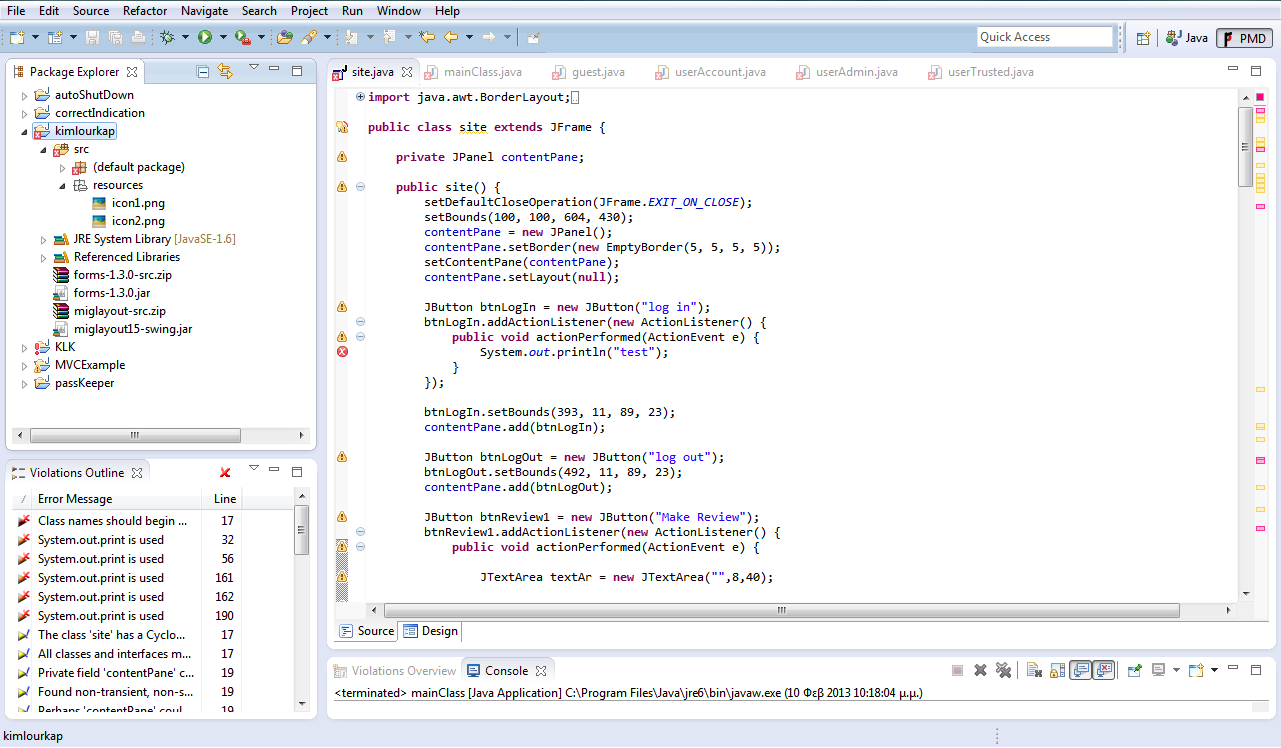 File Edit Source Refactor Navigate Search Project Run Window Help
Quick Access
Java
PMD
Package Explorer
autoShutDown
correctIndication
kimlourkap
src
(default package)
resources
icon1.png
icon2.png
JRE System Library [JavaSE-1.6]
Referenced Libraries
forms-1.3.0-src.zip
forms-1.3.0.jar
miglayout-src.zip
miglayout15-swing.jar
KLK
MVCExample
passKeeper
Violations Outline
/ Error Message Line
Class names should begin ... 17
System.out.print is used 32
System.out.print is used 56
System.out.print is used 161
System.out.print is used 162
System.out.print is used 190
The class 'site' has a Cyclo... 17
All classes and interfaces m... 17
Private field 'contentPane' c... 19
Found non-transient, non-s... 19
Perhaps 'contentPane' coul... 19
site.java mainClass.java guest.java userAccount.java userAdmin.java userTrusted.java
import java.awt.BorderLayout;
public class site extends JFrame {
private JPanel contentPane;
public site() {
setDefaultCloseOperation(JFrame.EXIT_ON_CLOSE);
setBounds(100, 100, 604, 430);
contentPane = new JPanel();
contentPane.setBorder(new EmptyBorder(5, 5, 5, 5));
setContentPane(contentPane);
contentPane.setLayout(null);
JButton btnLogIn = new JButton("log in");
btnLogIn.addActionListener(new ActionListener() {
public void actionPerformed(ActionEvent e) {
System.out.println("test");
}
});
btnLogIn.setBounds(393, 11, 89, 23);
contentPane.add(btnLogIn);
JButton btnLogOut = new JButton("log out");
btnLogOut.setBounds(492, 11, 89, 23);
contentPane.add(btnLogOut);
JButton btnReview1 = new JButton("Make Review");
btnReview1.addActionListener(new ActionListener() {
public void actionPerformed(ActionEvent e) {
JTextArea textAr = new JTextArea("",8,40);
Source Design
Violations Overview Console
<terminated> mainClass [Java Application] C:\Program Files\Java\jre6\bin\javaw.exe (10 Φεβ 2013 10:18:04 μ.μ.)
kimlourkap